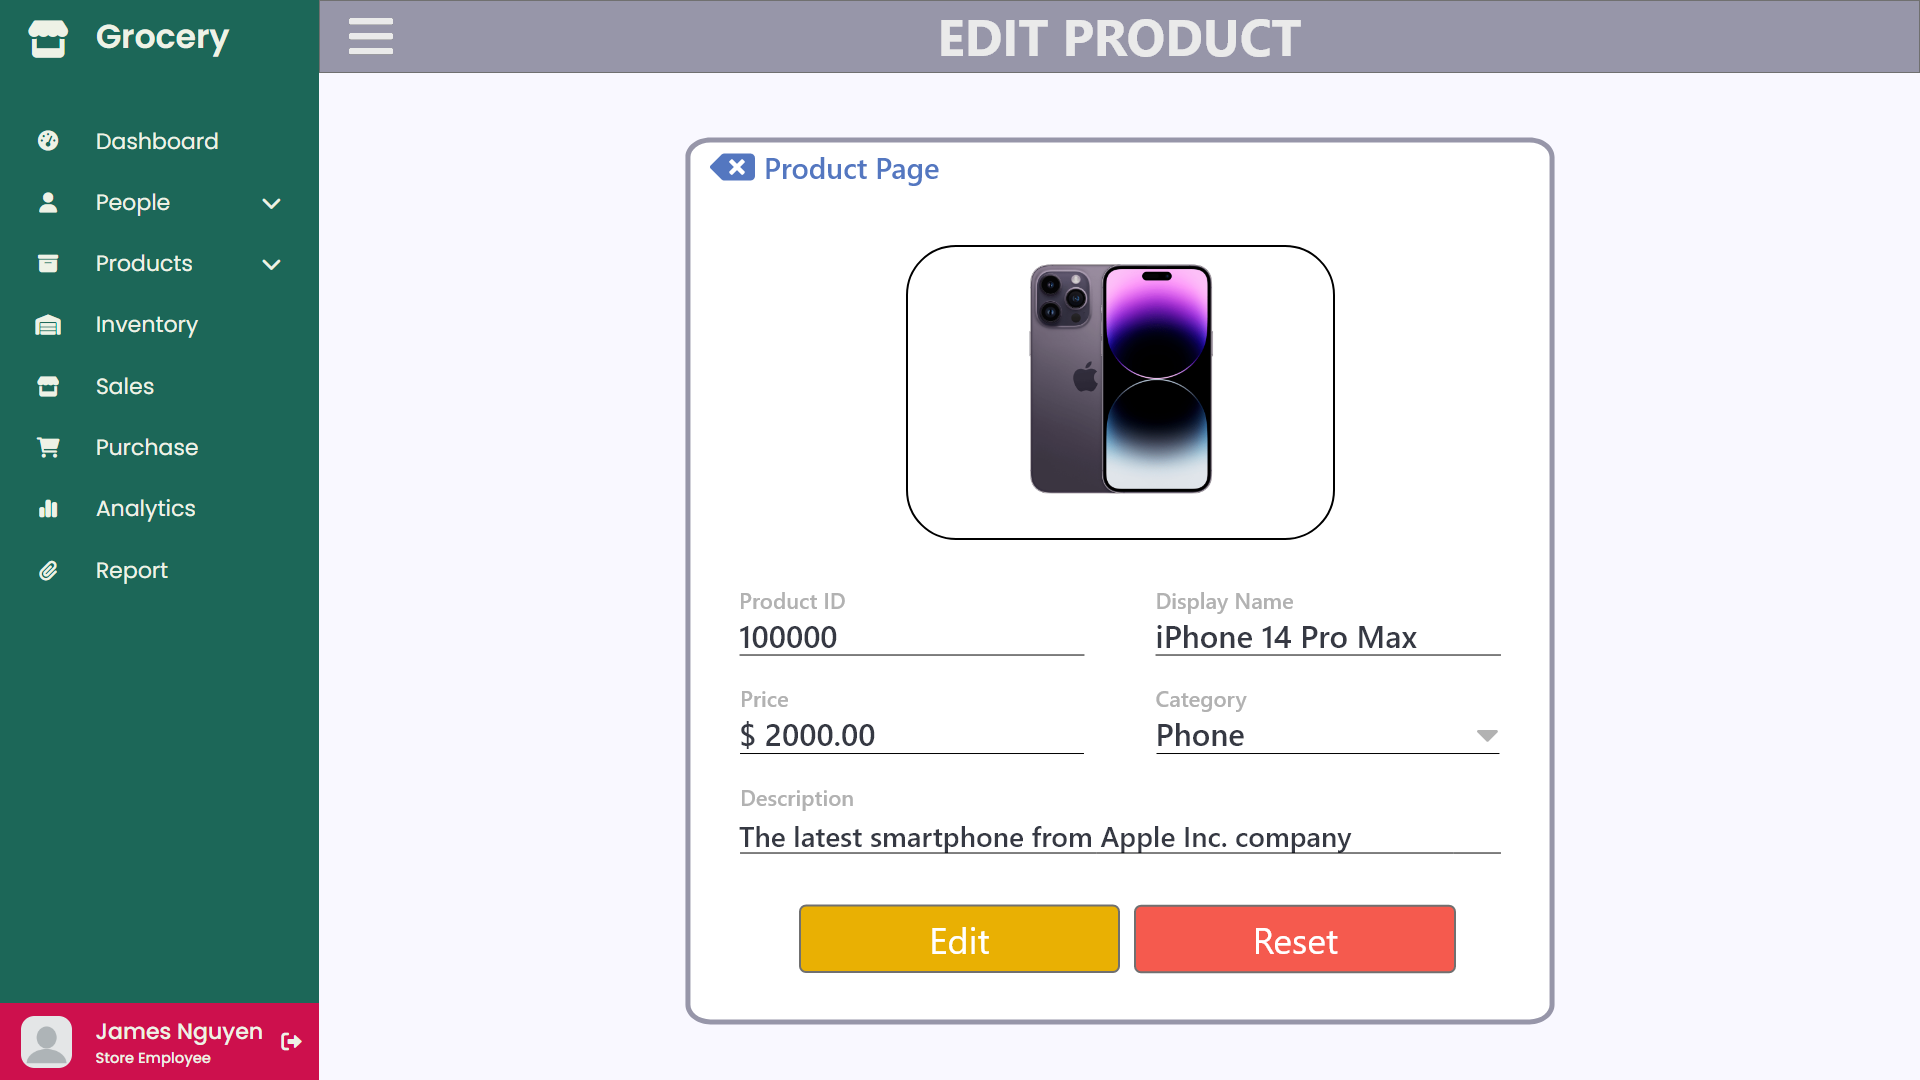 Grocery
EDIT PRODUCT
Dashboard
People
Products
Inventory
Sales
Purchase
Analytics
Report
James Nguyen
Store Employee
Product Page
Product ID
100000
Display Name
iPhone 14 Pro Max
Price
$ 2000.00
Category
Phone
Description
The latest smartphone from Apple Inc. company
Edit
Reset